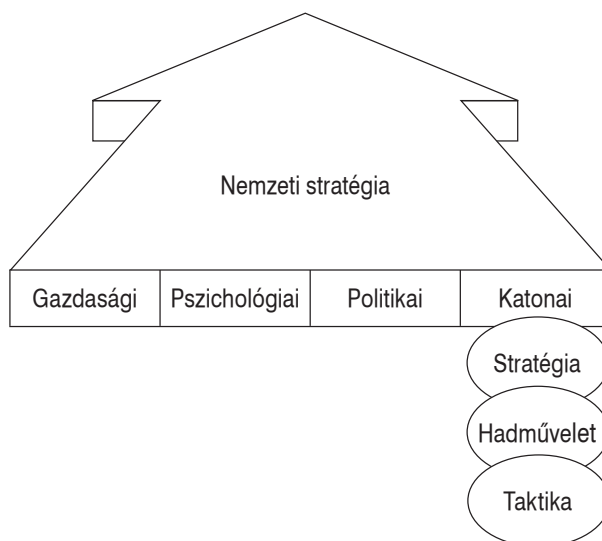 Nemzeti stratégia
Gazdasági Pszichológiai Politikai Katonai
Stratégia
Hadművelet
Taktika